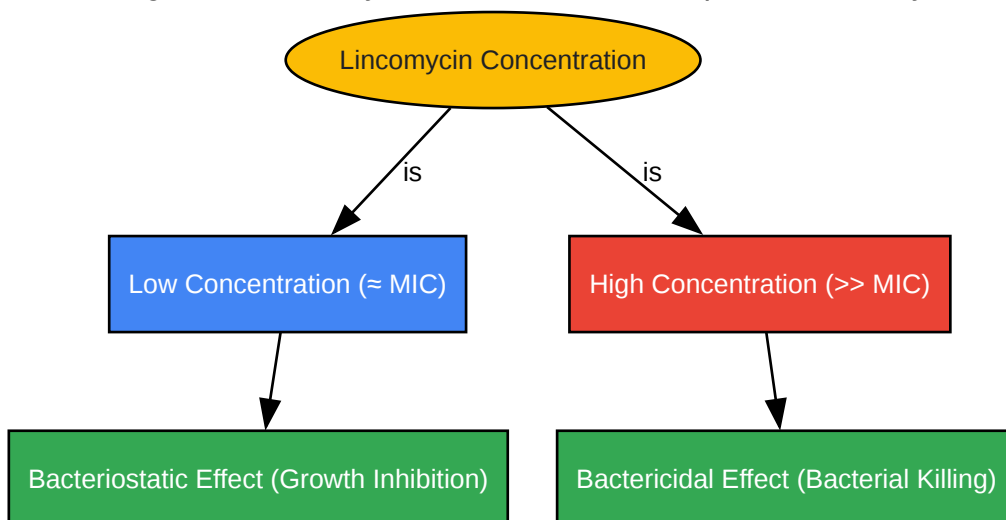 Lincomycin Concentration
is
is
Low Concentration (≈ MIC)
High Concentration (>> MIC)
Bacteriostatic Effect (Growth Inhibition)
Bactericidal Effect (Bacterial Killing)